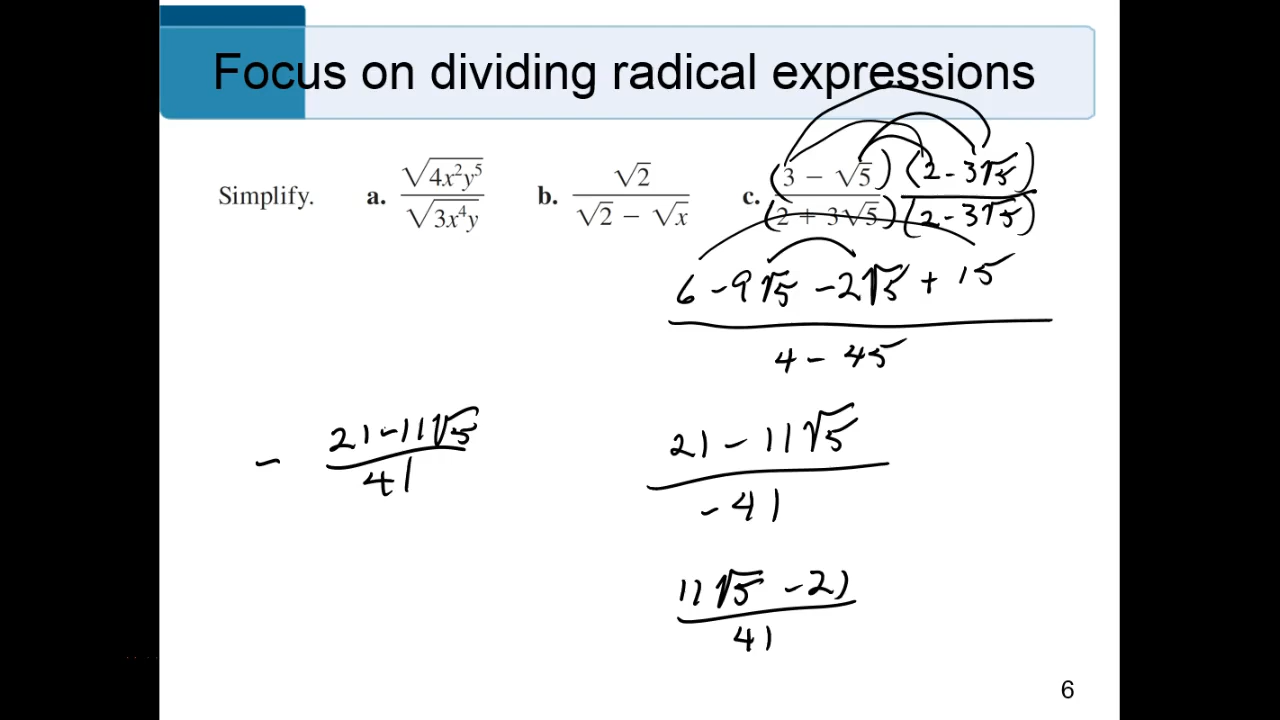 Focus on dividing radical expressions
Simplify. a. √(4x²y⁵) / √(3x⁴y) b. √2 / (√2 − √x) c. (3 − √5) (2 - 3√5) / (2 + 3√5) (2 - 3√5)
6 - 9√5 - 2√5 + 15
4 - 45
- 21 - 11√5 / 41
21 - 11√5 / - 41
11√5 - 21 / 41
6